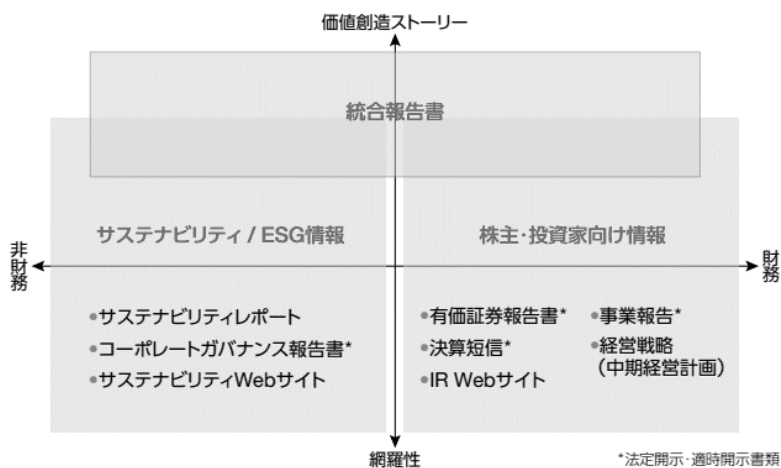 価値創造ストーリー
統合報告書
サステナビリティ / ESG情報
株主・投資家向け情報
非財務
財務
•サステナビリティレポート
•コーポレートガバナンス報告書*
•サステナビリティWebサイト
•有価証券報告書*
•決算短信*
•IR Webサイト
•事業報告*
•経営戦略
（中期経営計画）
網羅性
*法定開示・適時開示書類